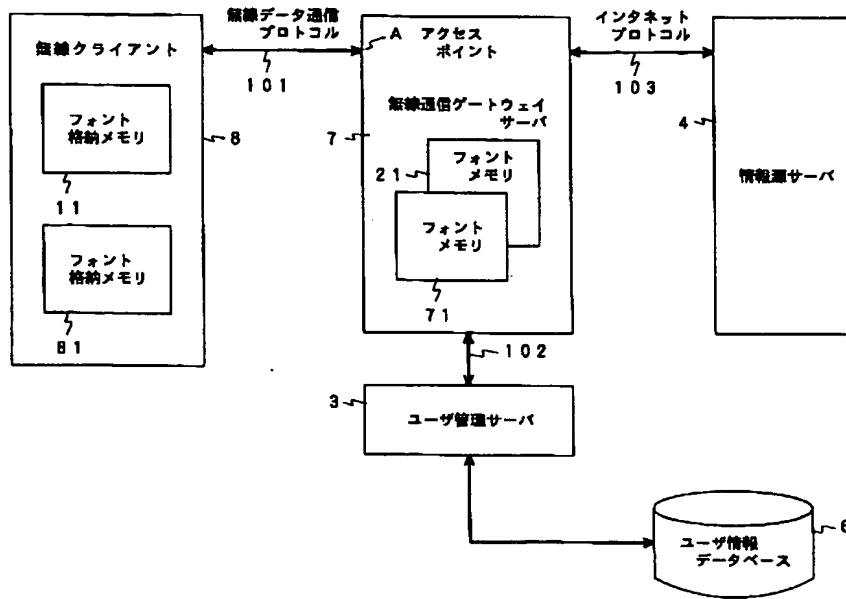 無線データ通信
プロトコル
101
無線クライアント
フォント
格納メモリ
11
フォント
格納メモリ
81
8
A アクセス
ポイント
無線通信ゲートウェイ
サーバ
7
21
フォント
メモリ
フォント
メモリ
71
インタネット
プロトコル
103
4
情報源サーバ
102
3
ユーザ管理サーバ
ユーザ情報
データベース
6